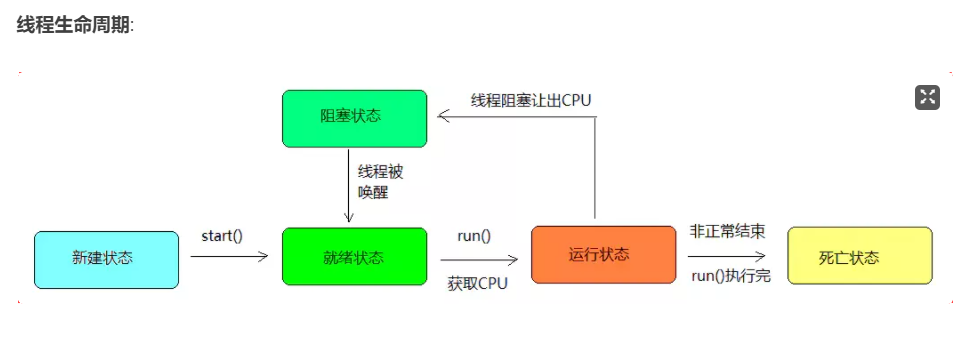 线程生命周期:
线程阻塞让出CPU
阻塞状态
线程被
唤醒
新建状态
start()
就绪状态
run()
获取CPU
运行状态
非正常结束
run()执行完
死亡状态